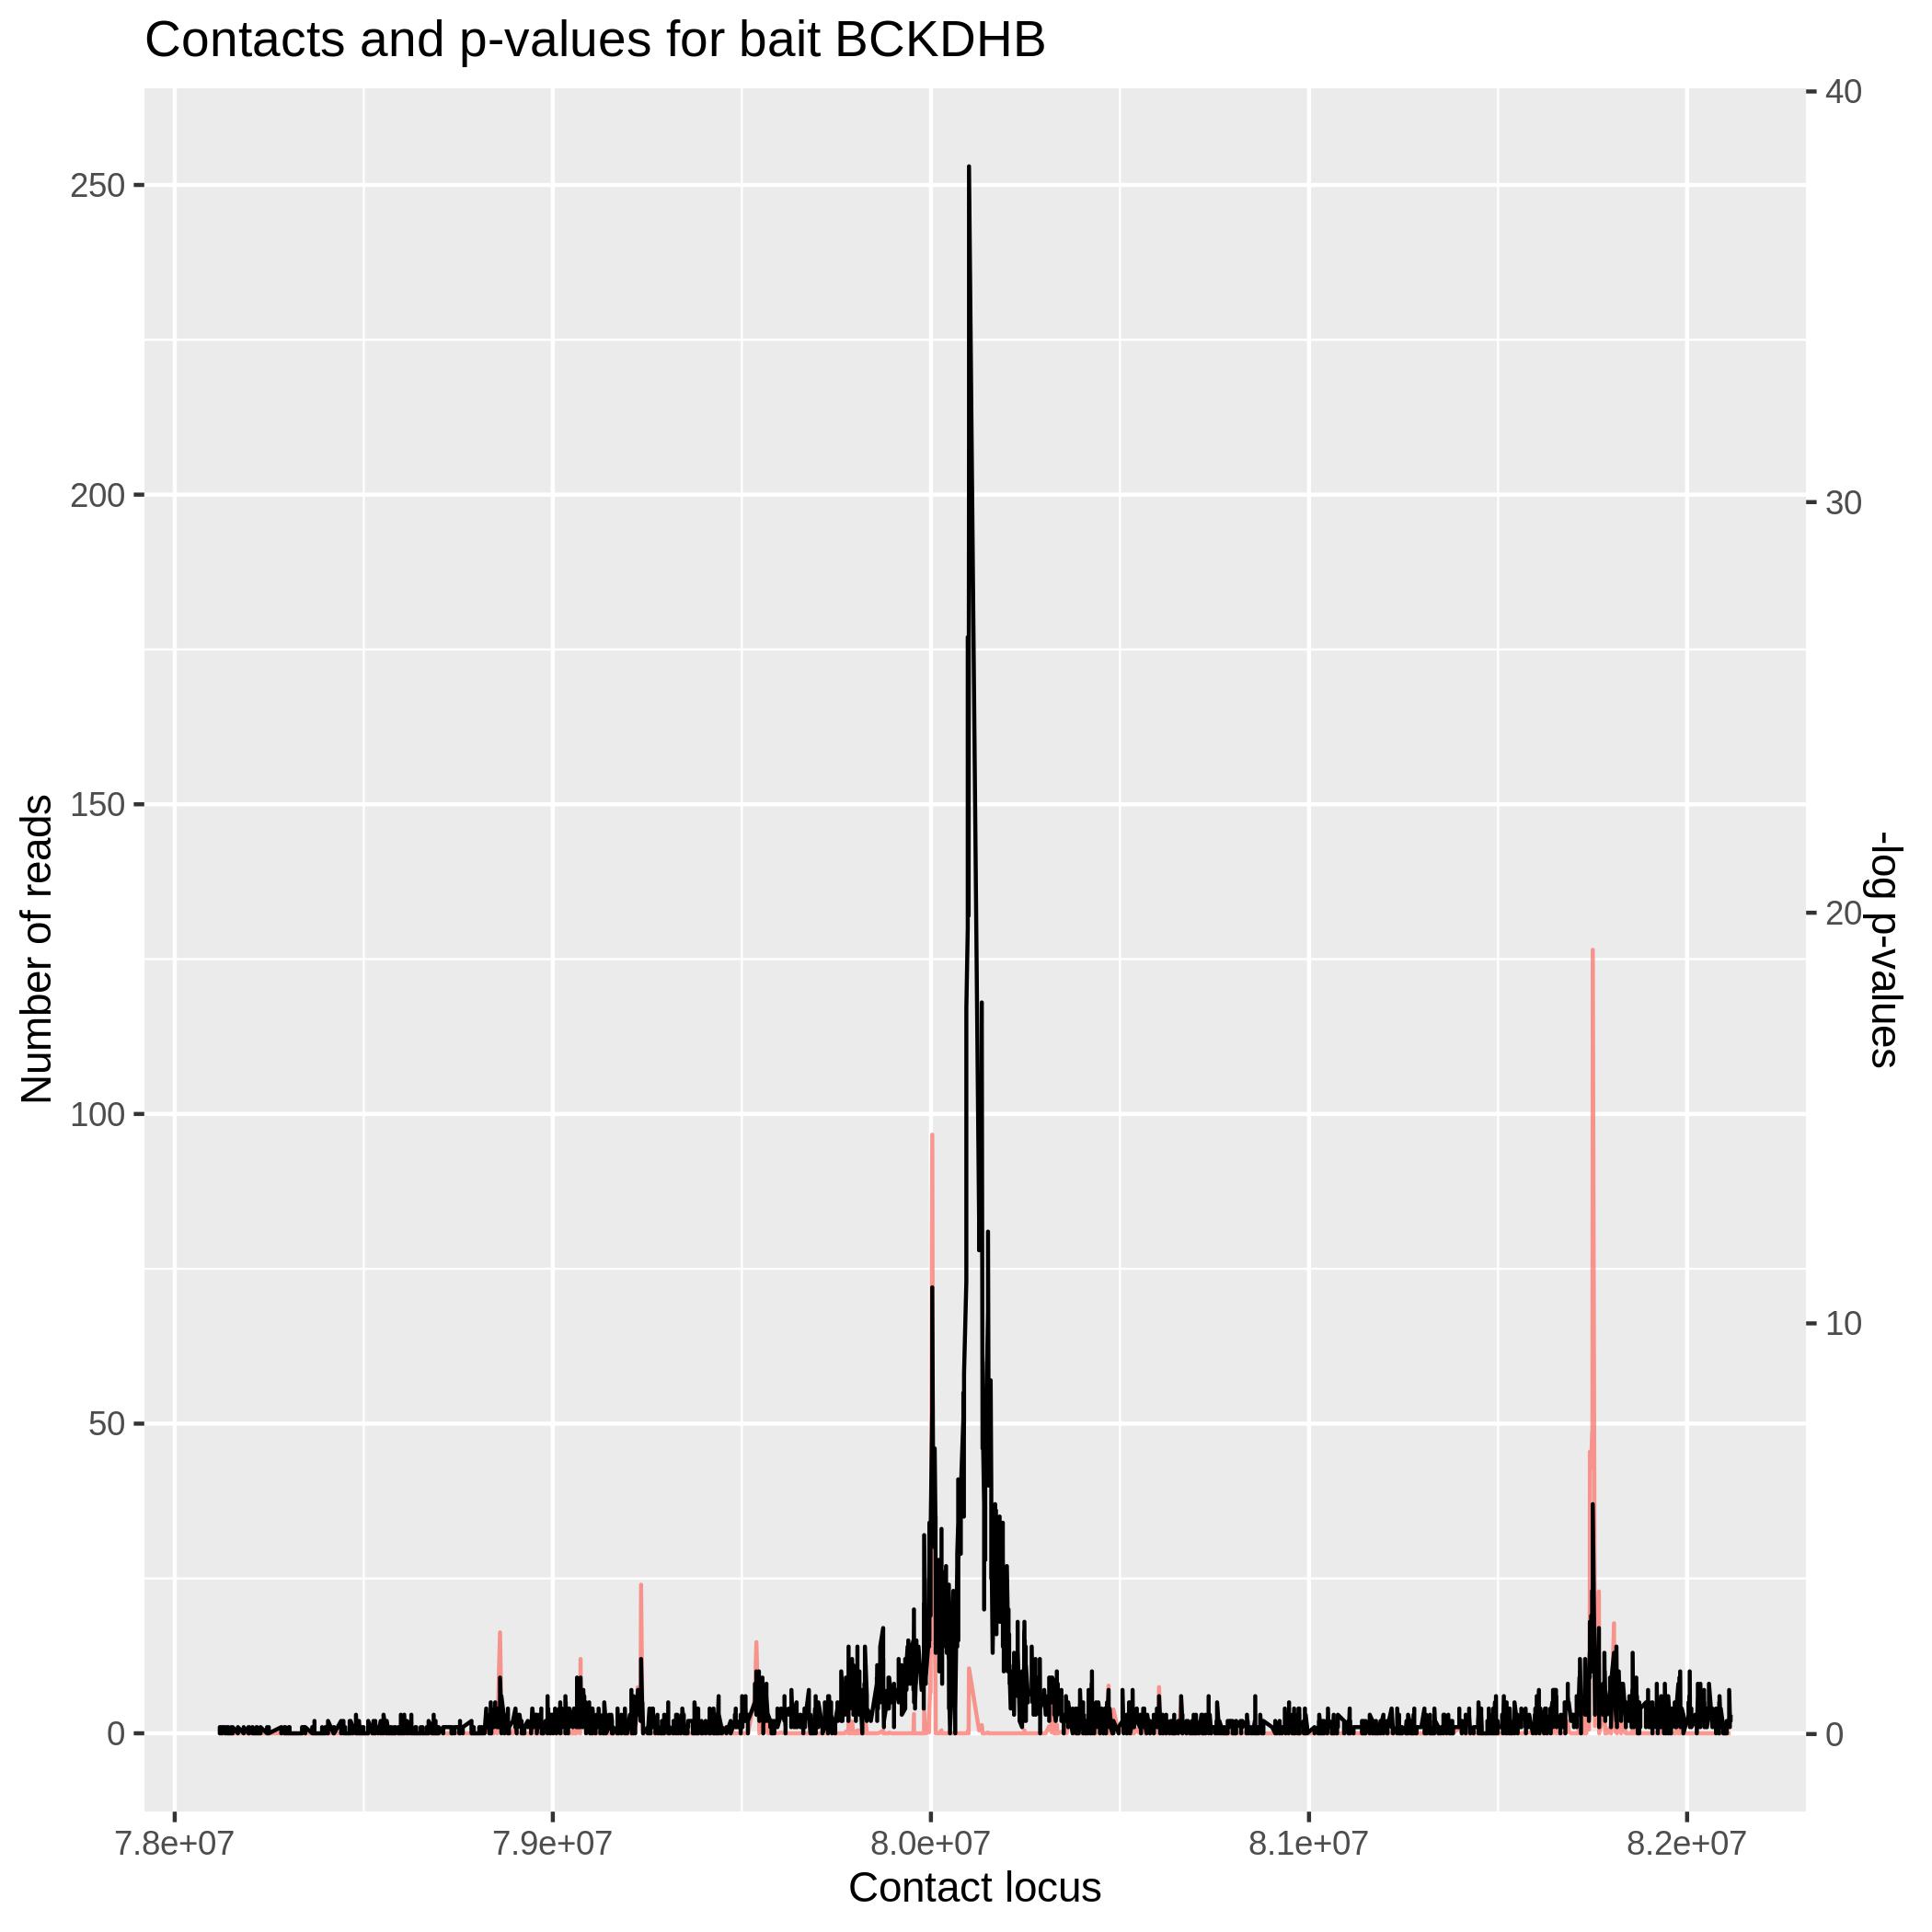 Contacts and p-values for bait BCKDHB
40
250
200
30
150
20
100
10
50
0
0
Number of reads
-log p-values
7.8e+07 7.9e+07 8.0e+07 8.1e+07 8.2e+07
Contact locus